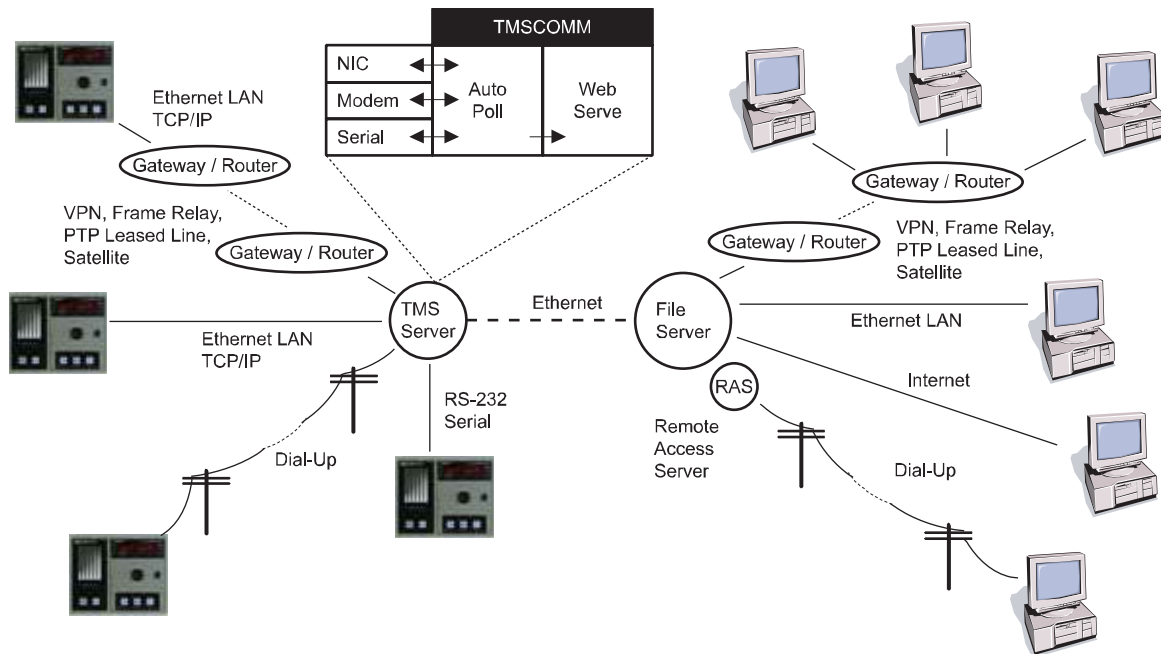 TMSCOMM
NIC
Modem
Serial
Auto
Poll
Web
Serve
Ethernet LAN
TCP/IP
Gateway / Router
VPN, Frame Relay,
PTP Leased Line,
Satellite
Gateway / Router
TMS
Server
Ethernet LAN
TCP/IP
RS-232
Serial
Dial-Up
Ethernet
File
Server
Gateway / Router
Gateway / Router
VPN, Frame Relay,
PTP Leased Line,
Satellite
Ethernet LAN
Internet
RAS
Remote
Access
Server
Dial-Up